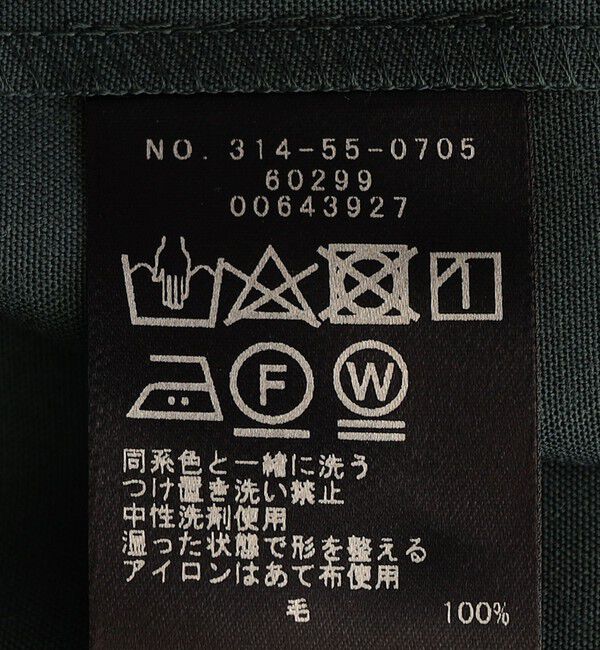 NO. 314-55-0705
60299
00643927
F W
同系色と一緒に洗う
つけ置き洗い禁止
中性洗剤使用
湿った状態で形を整える
アイロンはあて布使用
毛 100%